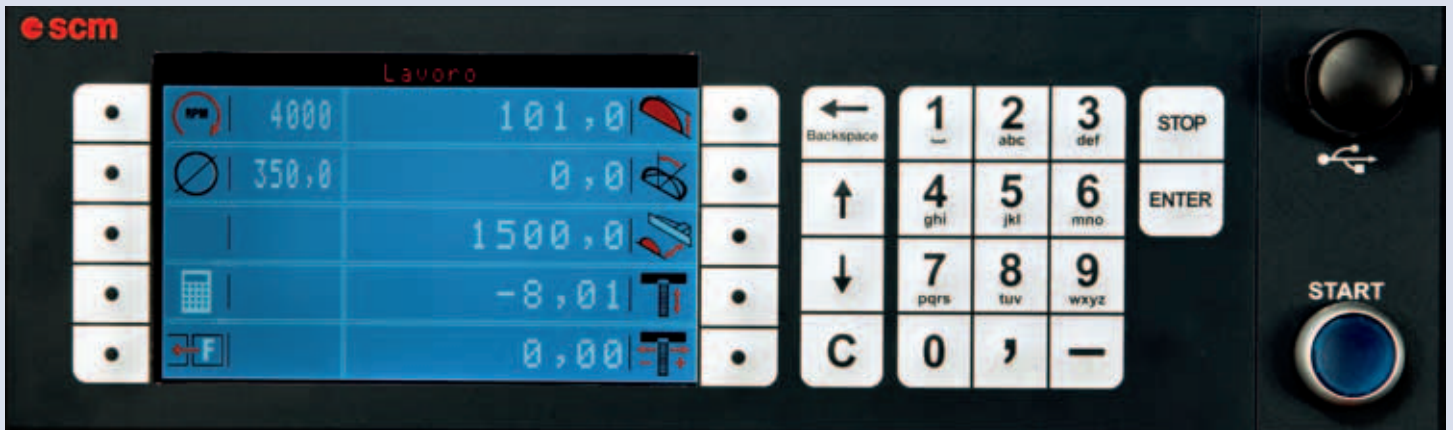 scm
Lavoro
RPM 4000 101,0
350,0 0,0
1500,0
-8,01
F 0,00
Backspace
1 2 abc 3 def
4 ghi 5 jkl 6 mno
7 pqrs 8 tuv 9 wxyz
C 0 , –
STOP
ENTER
START